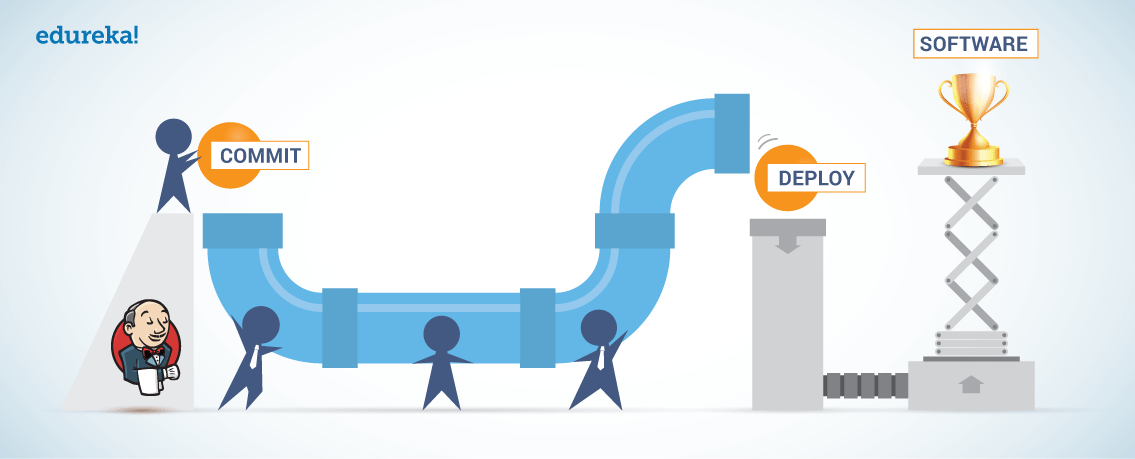 edureka!
SOFTWARE
COMMIT
DEPLOY